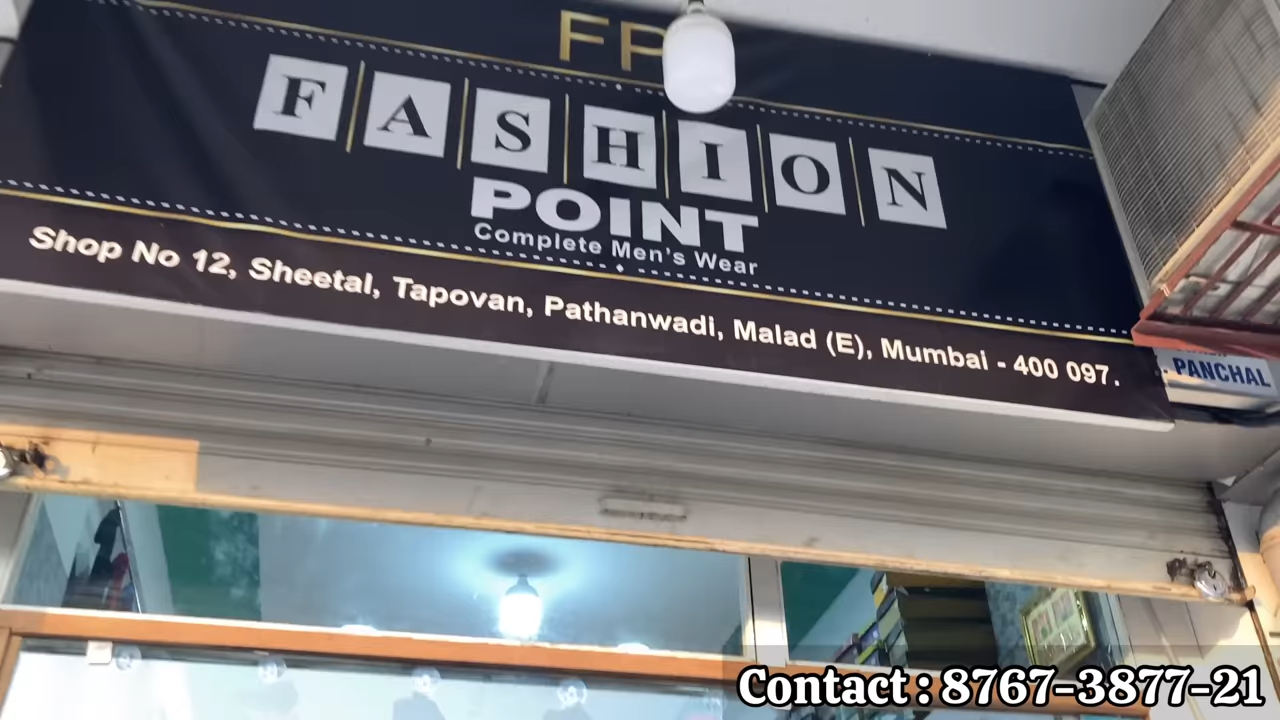 FP
FASHION
POINT
Complete Men's Wear
Shop No 12, Sheetal, Tapovan, Pathanwadi, Malad (E), Mumbai - 400 097.
PANCHAL
Contact : 8767-3877-21